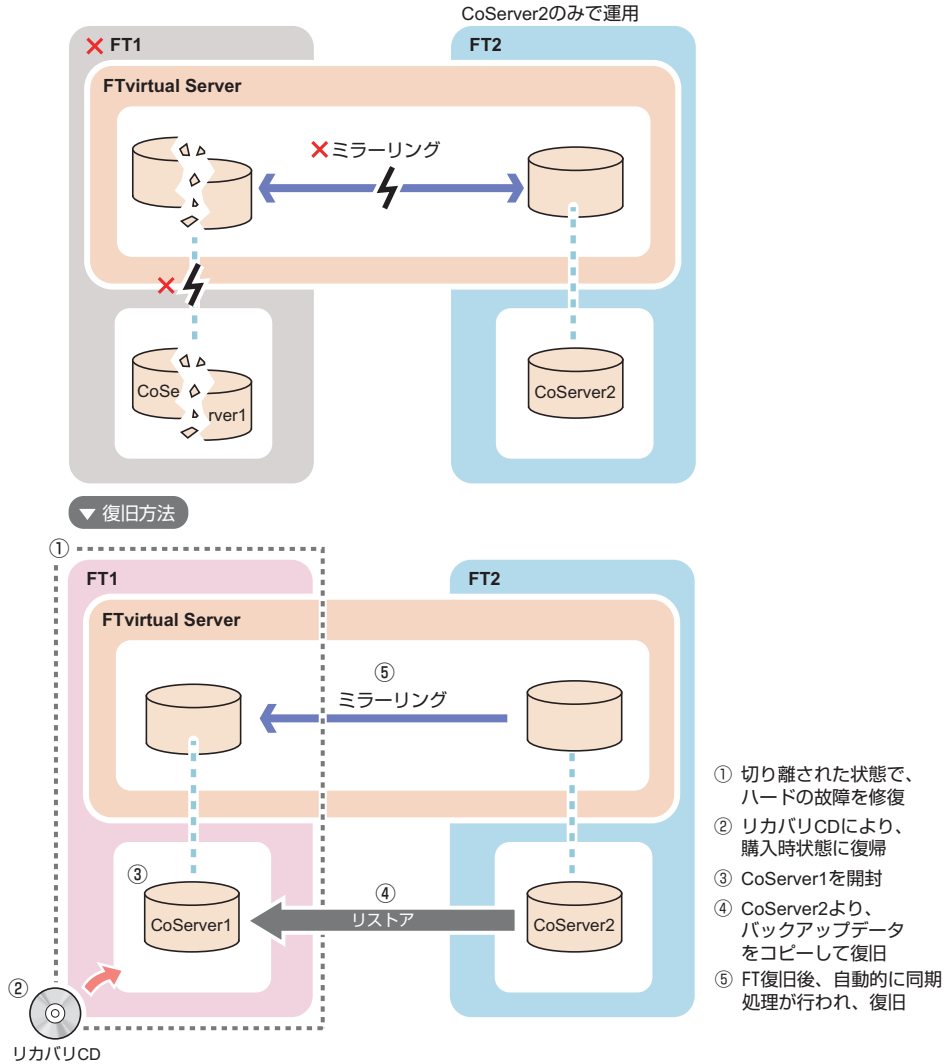 CoServer2のみで運用
× FT1
FT2
FTvirtual Server
×ミラーリング
×
CoSe
rver1
CoServer2
▼ 復旧方法
①
FT1
FT2
FTvirtual Server
⑤
ミラーリング
③
CoServer1
④
リストア
CoServer2
②
リカバリCD
① 切り離された状態で、
ハードの故障を修復
② リカバリCDにより、
購入時状態に復帰
③ CoServer1を開封
④ CoServer2より、
バックアップデータ
をコピーして復旧
⑤ FT復旧後、自動的に同期
処理が行われ、復旧